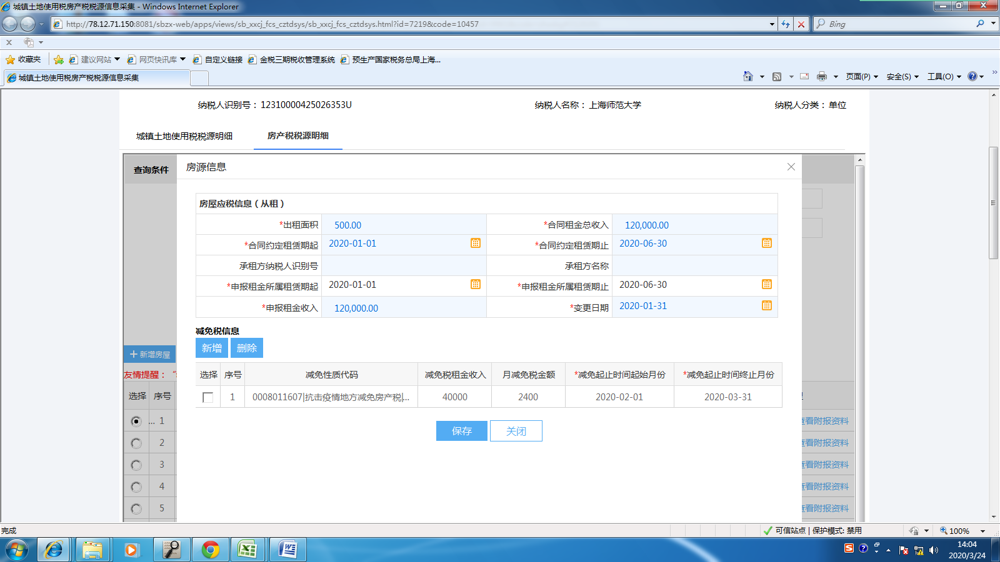 城镇土地使用税房产税税源信息采集 - Windows Internet Explorer
http://78.12.71.150:8081/sbzx-web/apps/views/sb_xxcj_fcs_cztdsys/sb_xxcj_fcs_cztdsys.html?id=7219&code=10457
Bing
x
收藏夹 建议网站 网页快讯库 自定义链接 金税三期税收管理系统 预生产国家税务总局上海...
城镇土地使用税房产税税源信息采集 页面(P) 安全(S) 工具(O)
纳税人识别号：12310000425026353U 纳税人名称：上海师范大学 纳税人分类：单位
城镇土地使用税税源明细 房产税税源明细
查询条件
房源信息
房屋应税信息（从租）
*出租面积 500.00 *合同租金总收入 120,000.00
*合同约定租赁期起 2020-01-01 *合同约定租赁期止 2020-06-30
承租方纳税人识别号 承租方名称
*申报租金所属租赁期起 2020-01-01 *申报租金所属租赁期止 2020-06-30
*申报租金收入 120,000.00 *变更日期 2020-01-31
减免税信息
新增 删除
选择 序号 减免性质代码 减免税租金收入 月减免税金额 *减免起止时间起始月份 *减免起止时间终止月份
1 0008011607|抗击疫情地方减免房产税|... 40000 2400 2020-02-01 2020-03-31
保存 关闭
+ 新增房屋
友情提醒：“
选择 序号
... 1 查看附报资料
2 查看附报资料
3 查看附报资料
4 查看附报资料
5 查看附报资料
完成 可信站点 | 保护模式: 禁用 100%
14:04
2020/3/24